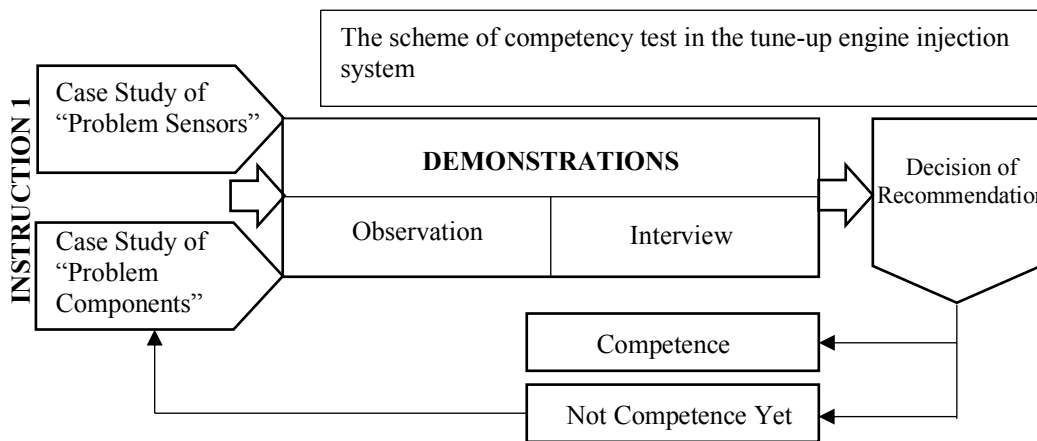 The scheme of competency test in the tune-up engine injection
system
INSTRUCTION 1
Case Study of
“Problem Sensors”
Case Study of
“Problem
Components”
DEMONSTRATIONS
Observation
Interview
Decision of
Recommendation
Competence
Not Competence Yet